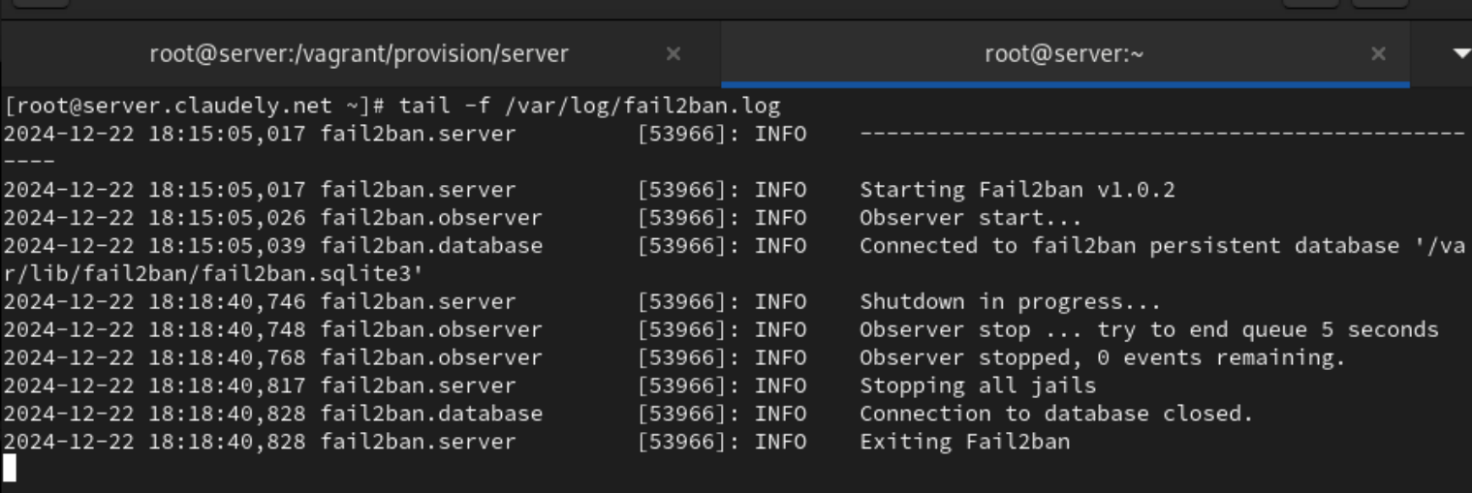 root@server:/vagrant/provision/server × root@server:~ ×
[root@server.claudely.net ~]# tail -f /var/log/fail2ban.log
2024-12-22 18:15:05,017 fail2ban.server         [53966]: INFO    ----------------------------------------------
----
2024-12-22 18:15:05,017 fail2ban.server         [53966]: INFO    Starting Fail2ban v1.0.2
2024-12-22 18:15:05,026 fail2ban.observer       [53966]: INFO    Observer start...
2024-12-22 18:15:05,039 fail2ban.database       [53966]: INFO    Connected to fail2ban persistent database '/va
r/lib/fail2ban/fail2ban.sqlite3'
2024-12-22 18:18:40,746 fail2ban.server         [53966]: INFO    Shutdown in progress...
2024-12-22 18:18:40,748 fail2ban.observer       [53966]: INFO    Observer stop ... try to end queue 5 seconds
2024-12-22 18:18:40,768 fail2ban.observer       [53966]: INFO    Observer stopped, 0 events remaining.
2024-12-22 18:18:40,817 fail2ban.server         [53966]: INFO    Stopping all jails
2024-12-22 18:18:40,828 fail2ban.database       [53966]: INFO    Connection to database closed.
2024-12-22 18:18:40,828 fail2ban.server         [53966]: INFO    Exiting Fail2ban